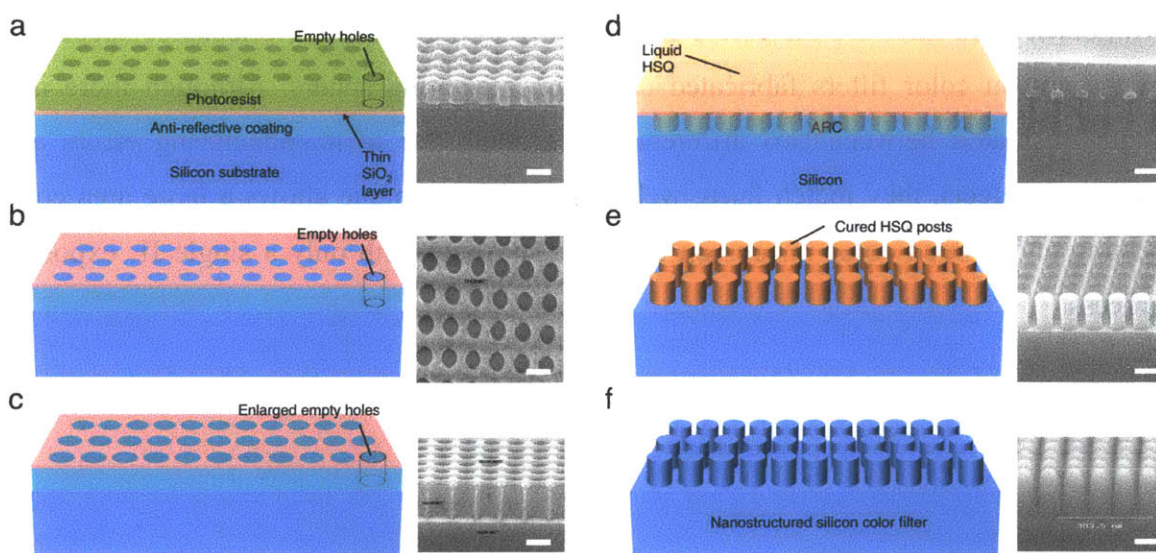 a
Empty holes
Photoresist
Anti-reflective coating
Thin
SiO₂
layer
Silicon substrate
b
Empty holes
c
Enlarged empty holes
d
Liquid
HSQ
ARC
Silicon
e
Cured HSQ posts
f
Nanostructured silicon color filter